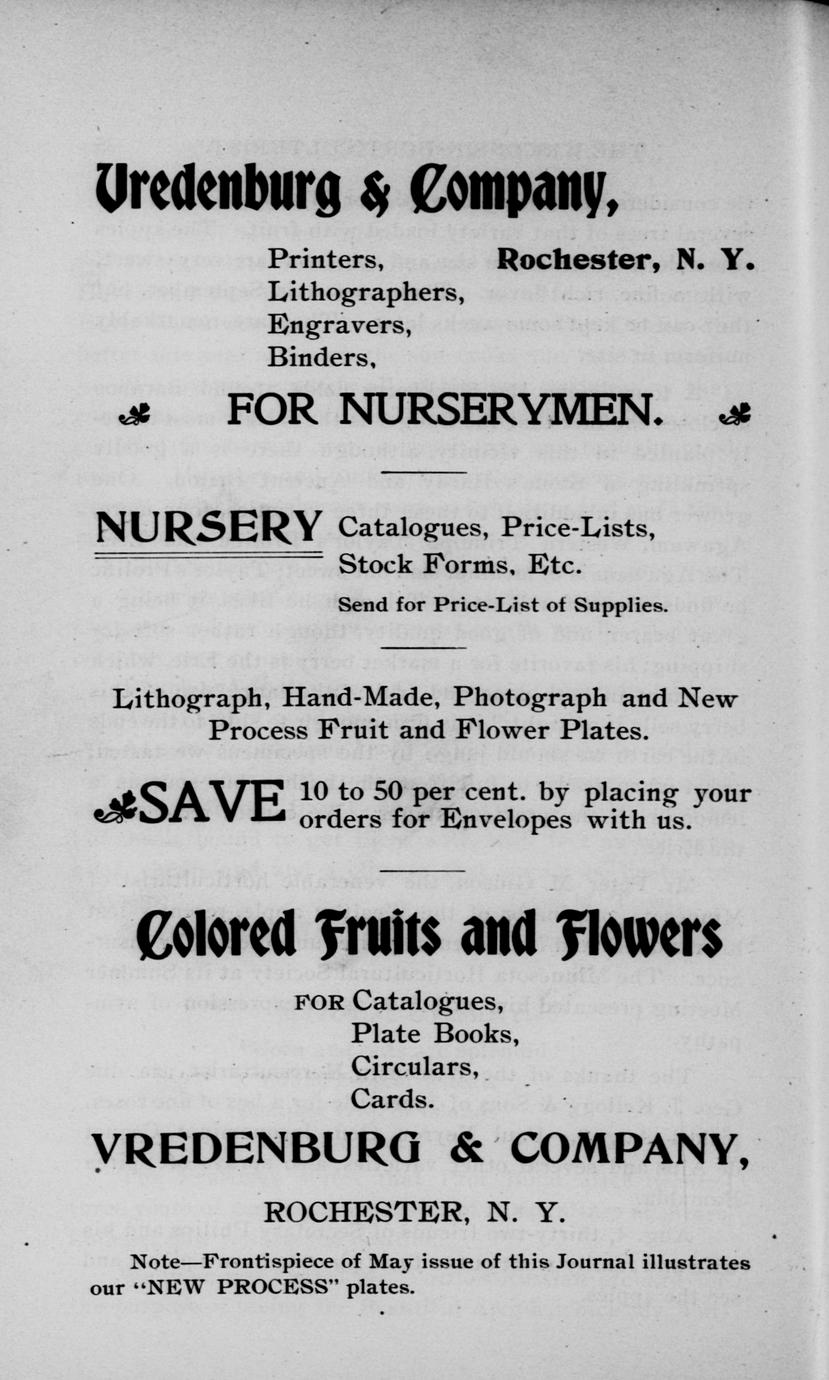 Vredenburg & Company,
Printers, Rochester, N. Y.
Lithographers,
Engravers,
Binders,
FOR NURSERYMEN.
NURSERY Catalogues, Price-Lists,
Stock Forms, Etc.
Send for Price-List of Supplies.
Lithograph, Hand-Made, Photograph and New
Process Fruit and Flower Plates.
SAVE 10 to 50 per cent. by placing your
orders for Envelopes with us.
Colored Fruits and Flowers
FOR Catalogues,
Plate Books,
Circulars,
Cards.
VREDENBURG & COMPANY,
ROCHESTER, N. Y.
Note—Frontispiece of May issue of this Journal illustrates
our "NEW PROCESS" plates.